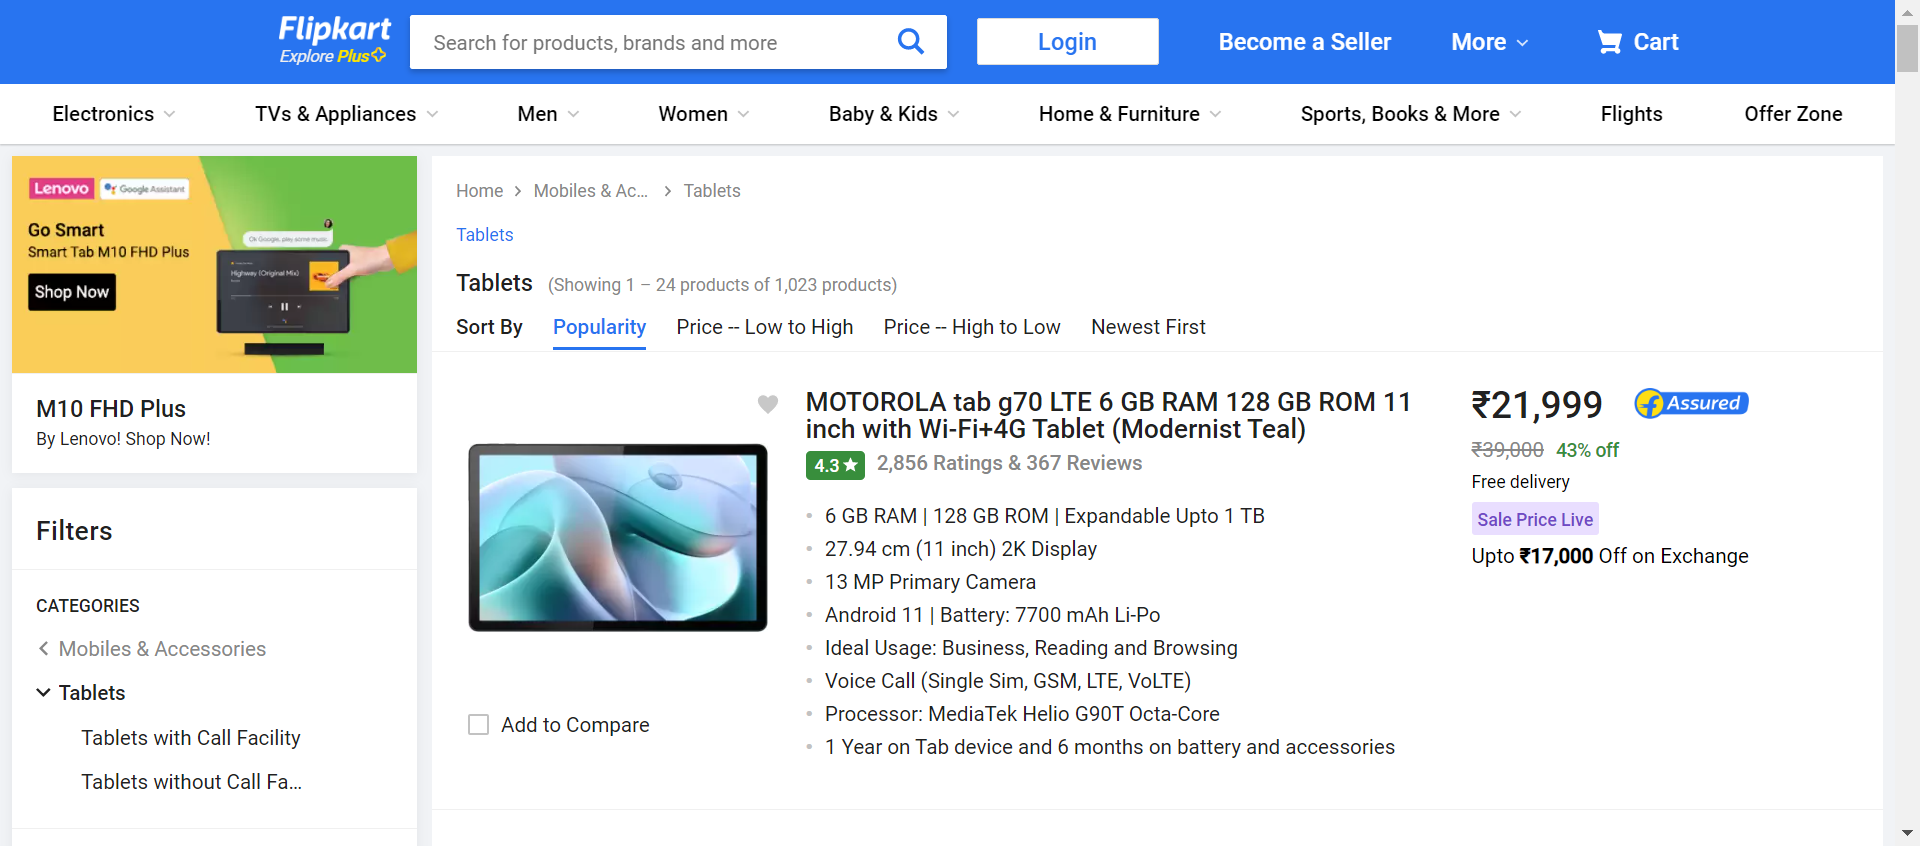 Flipkart
Explore Plus
Search for products, brands and more
Login
Become a Seller
More
Cart
Electronics
TVs & Appliances
Men
Women
Baby & Kids
Home & Furniture
Sports, Books & More
Flights
Offer Zone
Lenovo
Google Assistant
Go Smart
Smart Tab M10 FHD Plus
Shop Now
Ok Google, play some music.
Highway (Original Mix)
M10 FHD Plus
By Lenovo! Shop Now!
Filters
CATEGORIES
Mobiles & Accessories
Tablets
Tablets with Call Facility
Tablets without Call Fa...
Home > Mobiles & Ac... > Tablets
Tablets
Tablets (Showing 1 – 24 products of 1,023 products)
Sort By Popularity Price -- Low to High Price -- High to Low Newest First
MOTOROLA tab g70 LTE 6 GB RAM 128 GB ROM 11
inch with Wi-Fi+4G Tablet (Modernist Teal)
4.3★ 2,856 Ratings & 367 Reviews
6 GB RAM | 128 GB ROM | Expandable Upto 1 TB
27.94 cm (11 inch) 2K Display
13 MP Primary Camera
Android 11 | Battery: 7700 mAh Li-Po
Ideal Usage: Business, Reading and Browsing
Voice Call (Single Sim, GSM, LTE, VoLTE)
Processor: MediaTek Helio G90T Octa-Core
1 Year on Tab device and 6 months on battery and accessories
Add to Compare
₹21,999
Assured
₹39,000 43% off
Free delivery
Sale Price Live
Upto ₹17,000 Off on Exchange